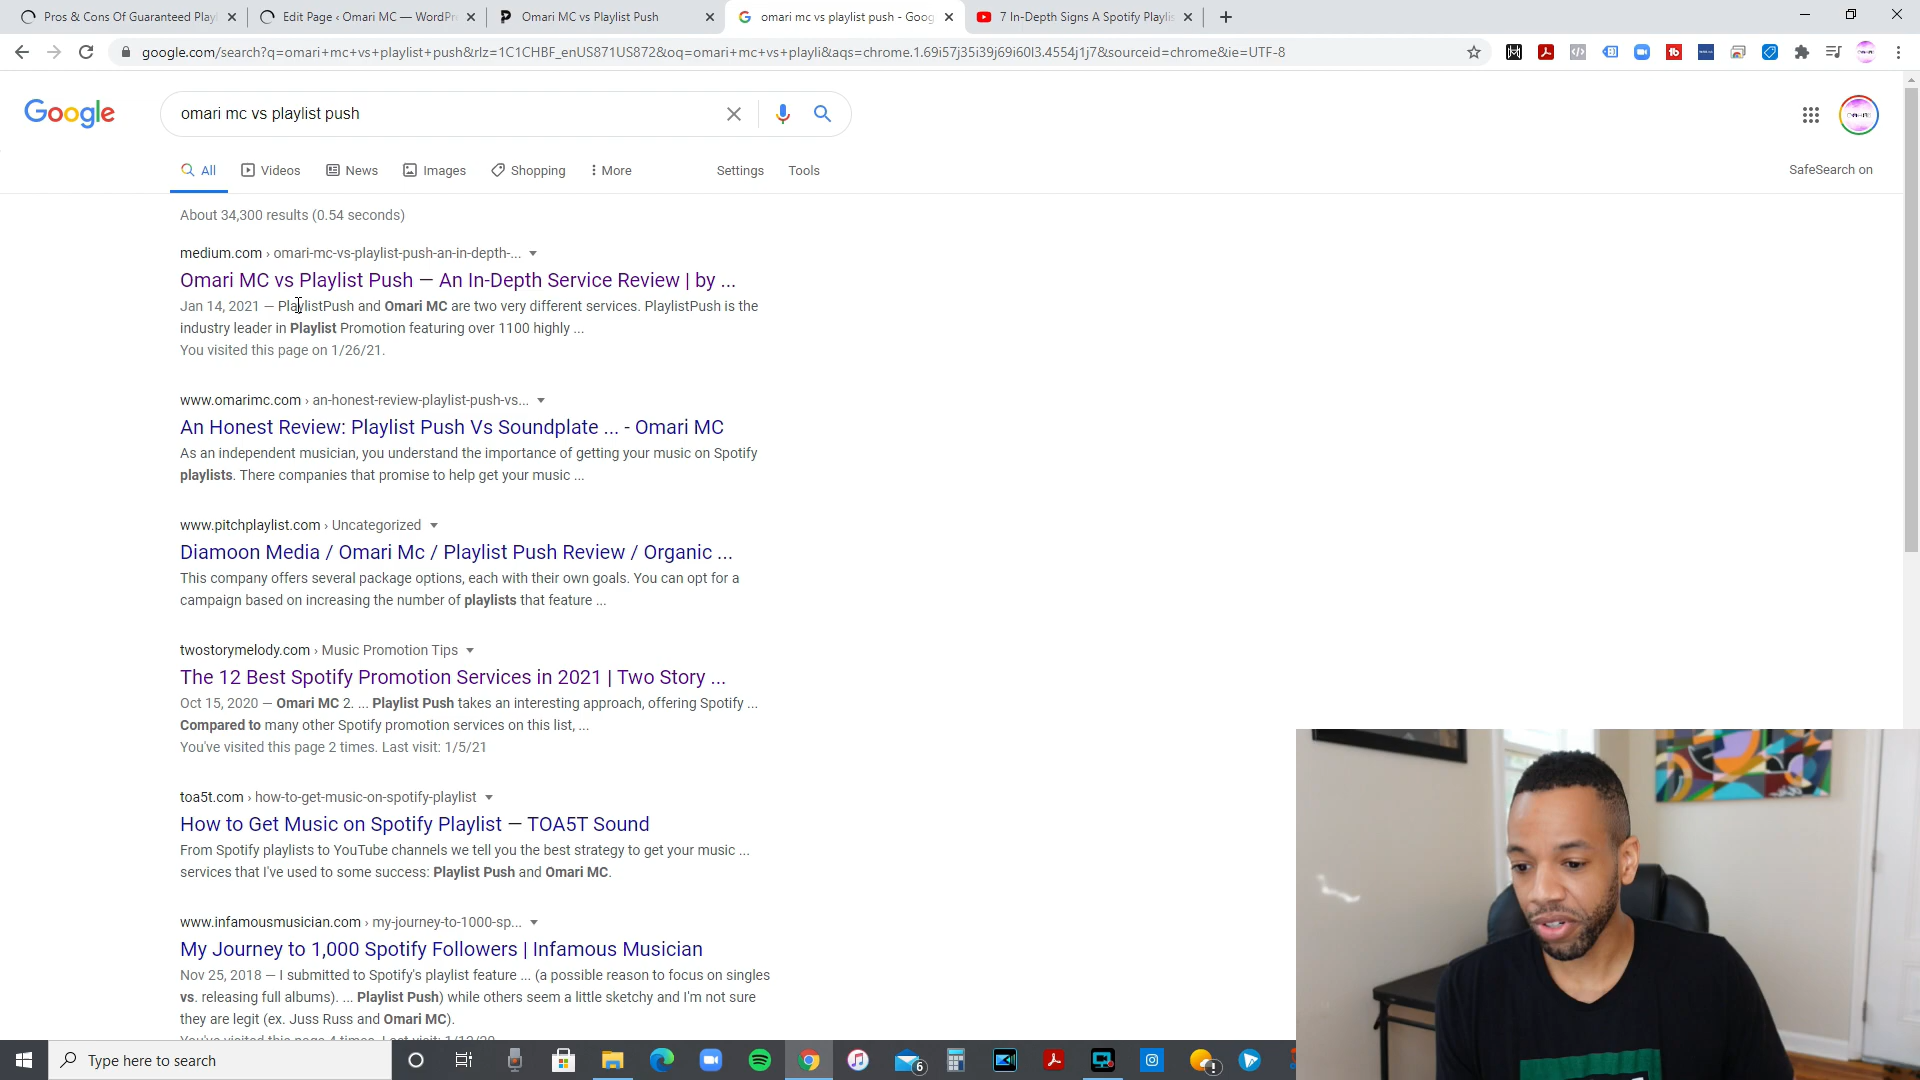 Pros & Cons Of Guaranteed Play
Edit Page ‹ Omari MC — WordPr
Omari MC vs Playlist Push
omari mc vs playlist push - Goog
7 In-Depth Signs A Spotify Playlis
google.com/search?q=omari+mc+vs+playlist+push&rlz=1C1CHBF_enUS871US872&oq=omari+mc+vs+playli&aqs=chrome.1.69i57j35i39j69i60l3.4554j1j7&sourceid=chrome&ie=UTF-8
Google
omari mc vs playlist push
All
Videos
News
Images
Shopping
More
Settings
Tools
SafeSearch on
About 34,300 results (0.54 seconds)
medium.com › omari-mc-vs-playlist-push-an-in-depth-...
Omari MC vs Playlist Push — An In-Depth Service Review | by ...
Jan 14, 2021 — PlaylistPush and Omari MC are two very different services. PlaylistPush is the
industry leader in Playlist Promotion featuring over 1100 highly ...
You visited this page on 1/26/21.
www.omarimc.com › an-honest-review-playlist-push-vs...
An Honest Review: Playlist Push Vs Soundplate ... - Omari MC
As an independent musician, you understand the importance of getting your music on Spotify
playlists. There companies that promise to help get your music ...
www.pitchplaylist.com › Uncategorized
Diamoon Media / Omari Mc / Playlist Push Review / Organic ...
This company offers several package options, each with their own goals. You can opt for a
campaign based on increasing the number of playlists that feature ...
twostorymelody.com › Music Promotion Tips
The 12 Best Spotify Promotion Services in 2021 | Two Story ...
Oct 15, 2020 — Omari MC 2. ... Playlist Push takes an interesting approach, offering Spotify ...
Compared to many other Spotify promotion services on this list, ...
You've visited this page 2 times. Last visit: 1/5/21
toa5t.com › how-to-get-music-on-spotify-playlist
How to Get Music on Spotify Playlist — TOA5T Sound
From Spotify playlists to YouTube channels we tell you the best strategy to get your music ...
services that I've used to some success: Playlist Push and Omari MC.
www.infamousmusician.com › my-journey-to-1000-sp...
My Journey to 1,000 Spotify Followers | Infamous Musician
Nov 25, 2018 — I submitted to Spotify's playlist feature ... (a possible reason to focus on singles
vs. releasing full albums). ... Playlist Push) while others seem a little sketchy and I'm not sure
they are legit (ex. Juss Russ and Omari MC).
Type here to search
6